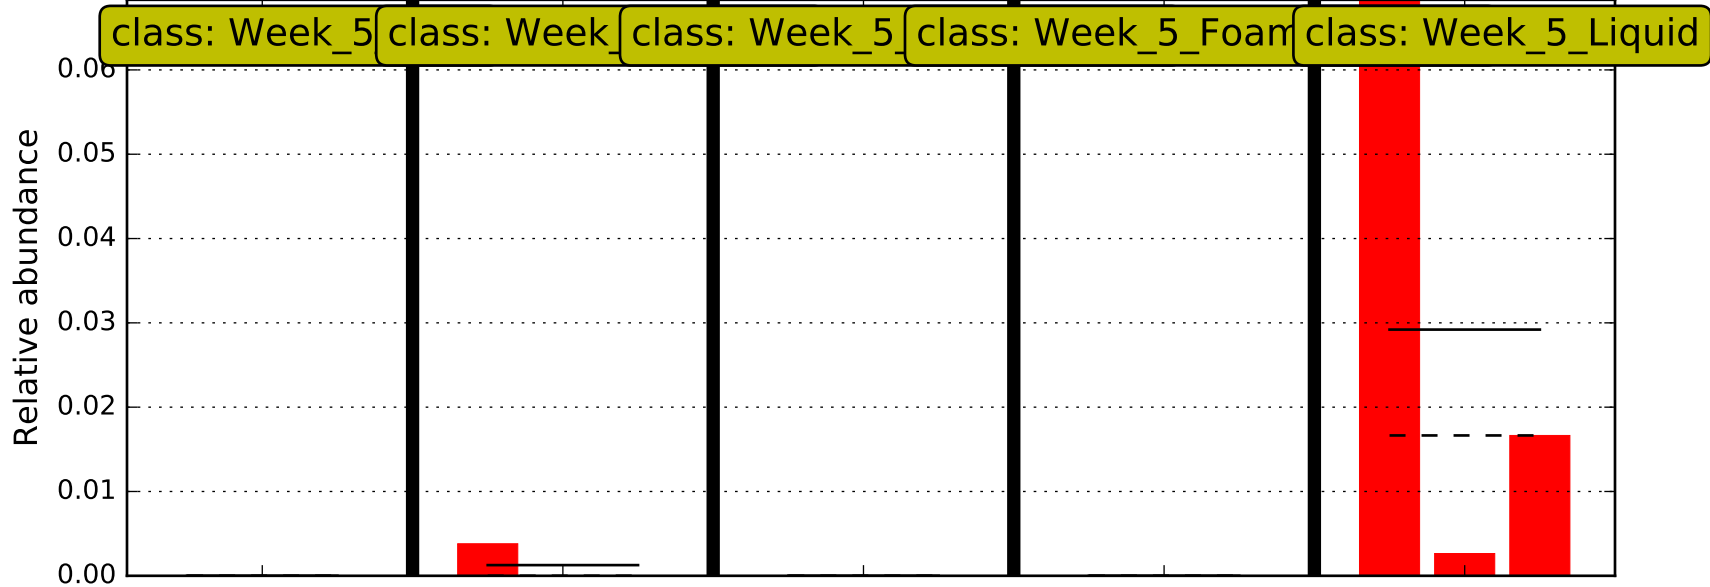 class: Week_5
class: Week_
class: Week_5_
class: Week_5_Foam
class: Week_5_Liquid
Relative abundance
0.06
0.05
0.04
0.03
0.02
0.01
0.00